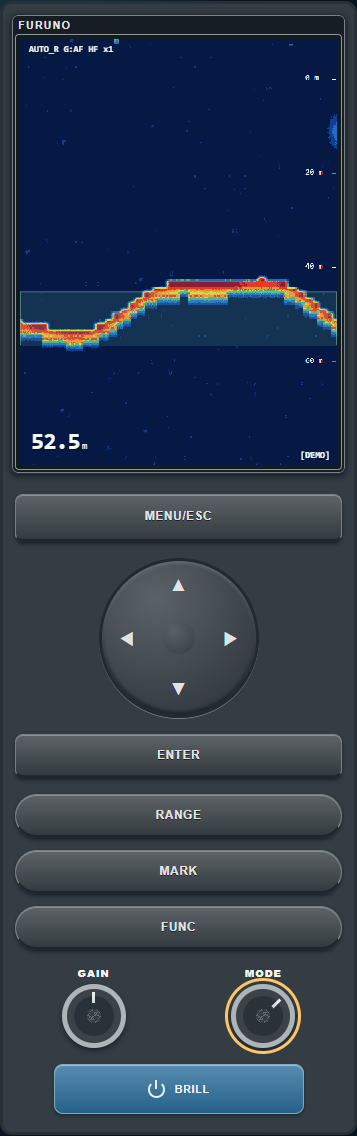 FURUNO
AUTO_R G:AF HF x1
0 m
20 m
40 m
60 m
52.5m
[DEMO]
MENU/ESC
ENTER
RANGE
MARK
FUNC
GAIN
MODE
BRILL